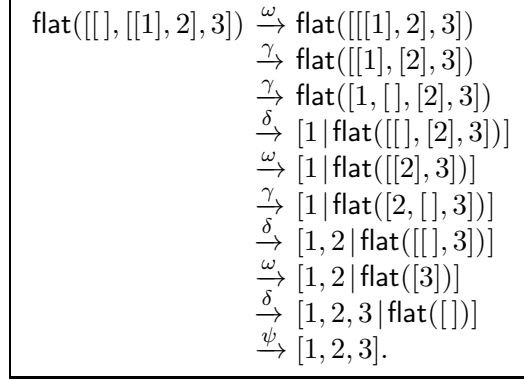 flat([[ ], [[1], 2], 3]) →ω flat([[[1], 2], 3])
→γ flat([[1], [2], 3])
→γ flat([1, [ ], [2], 3])
→δ [1|flat([[ ], [2], 3])]
→ω [1|flat([[2], 3])]
→γ [1|flat([2, [ ], 3])]
→δ [1, 2|flat([[ ], 3])]
→ω [1, 2|flat([3])]
→δ [1, 2, 3|flat([ ])]
→ψ [1, 2, 3].